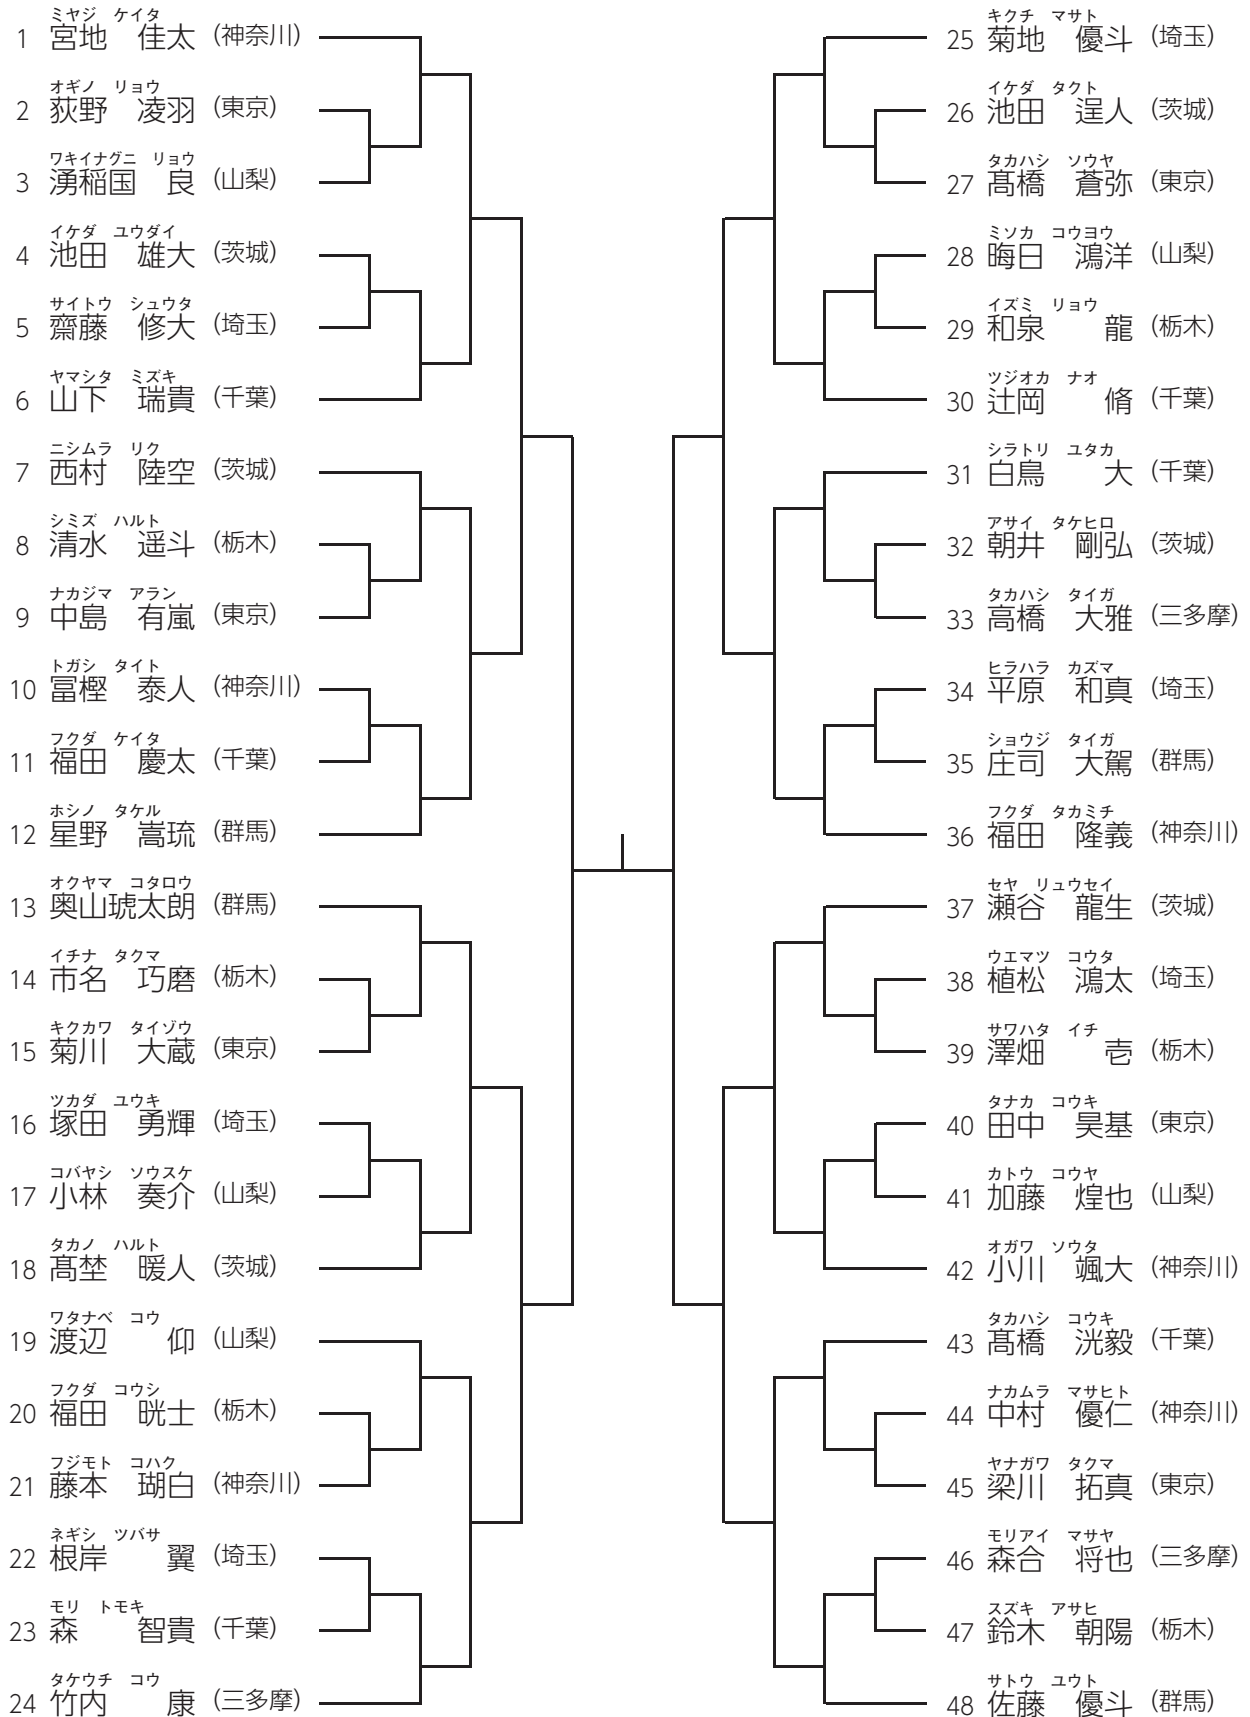 ミヤジ ケイタ
1 宮地 佳太 (神奈川)
オギノ リョウ
2 荻野 凌羽 (東京)
ワキイナグニ リョウ
3 湧稲国 良 (山梨)
イケダ ユウダイ
4 池田 雄大 (茨城)
サイトウ シュウタ
5 齋藤 修大 (埼玉)
ヤマシタ ミズキ
6 山下 瑞貴 (千葉)
ニシムラ リク
7 西村 陸空 (茨城)
シミズ ハルト
8 清水 遥斗 (栃木)
ナカジマ アラン
9 中島 有嵐 (東京)
トガシ タイト
10 冨樫 泰人 (神奈川)
フクダ ケイタ
11 福田 慶太 (千葉)
ホシノ タケル
12 星野 嵩琉 (群馬)
オクヤマ コタロウ
13 奥山琥太朗 (群馬)
イチナ タクマ
14 市名 巧磨 (栃木)
キクカワ タイゾウ
15 菊川 大蔵 (東京)
ツカダ ユウキ
16 塚田 勇輝 (埼玉)
コバヤシ ソウスケ
17 小林 奏介 (山梨)
タカノ ハルト
18 髙埜 暖人 (茨城)
ワタナベ コウ
19 渡辺 仰 (山梨)
フクダ コウシ
20 福田 晄士 (栃木)
フジモト コハク
21 藤本 瑚白 (神奈川)
ネギシ ツバサ
22 根岸 翼 (埼玉)
モリ トモキ
23 森 智貴 (千葉)
タケウチ コウ
24 竹内 康 (三多摩)
キクチ マサト
25 菊地 優斗 (埼玉)
イケダ タクト
26 池田 逞人 (茨城)
タカハシ ソウヤ
27 髙橋 蒼弥 (東京)
ミソカ コウヨウ
28 晦日 鴻洋 (山梨)
イズミ リョウ
29 和泉 龍 (栃木)
ツジオカ ナオ
30 辻岡 脩 (千葉)
シラトリ ユタカ
31 白鳥 大 (千葉)
アサイ タケヒロ
32 朝井 剛弘 (茨城)
タカハシ タイガ
33 高橋 大雅 (三多摩)
ヒラハラ カズマ
34 平原 和真 (埼玉)
ショウジ タイガ
35 庄司 大駕 (群馬)
フクダ タカミチ
36 福田 隆義 (神奈川)
セヤ リュウセイ
37 瀬谷 龍生 (茨城)
ウエマツ コウタ
38 植松 鴻太 (埼玉)
サワハタ イチ
39 澤畑 壱 (栃木)
タナカ コウキ
40 田中 昊基 (東京)
カトウ コウヤ
41 加藤 煌也 (山梨)
オガワ ソウタ
42 小川 颯大 (神奈川)
タカハシ コウキ
43 髙橋 洸毅 (千葉)
ナカムラ マサヒト
44 中村 優仁 (神奈川)
ヤナガワ タクマ
45 梁川 拓真 (東京)
モリアイ マサヤ
46 森合 将也 (三多摩)
スズキ アサヒ
47 鈴木 朝陽 (栃木)
サトウ ユウト
48 佐藤 優斗 (群馬)